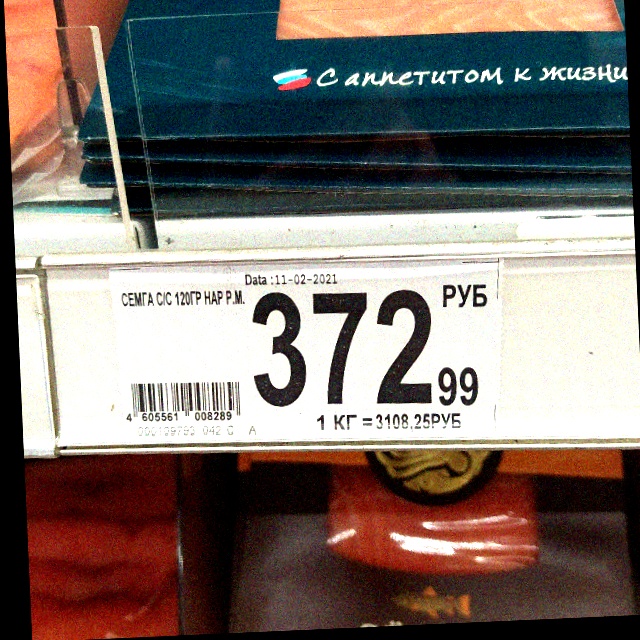 С аппетитом к жизни
Data :11-02-2021
СЕМГА С/С 120ГР НАР Р.М.
372 99 РУБ
4 605561 008289
1 КГ =3108,25РУБ